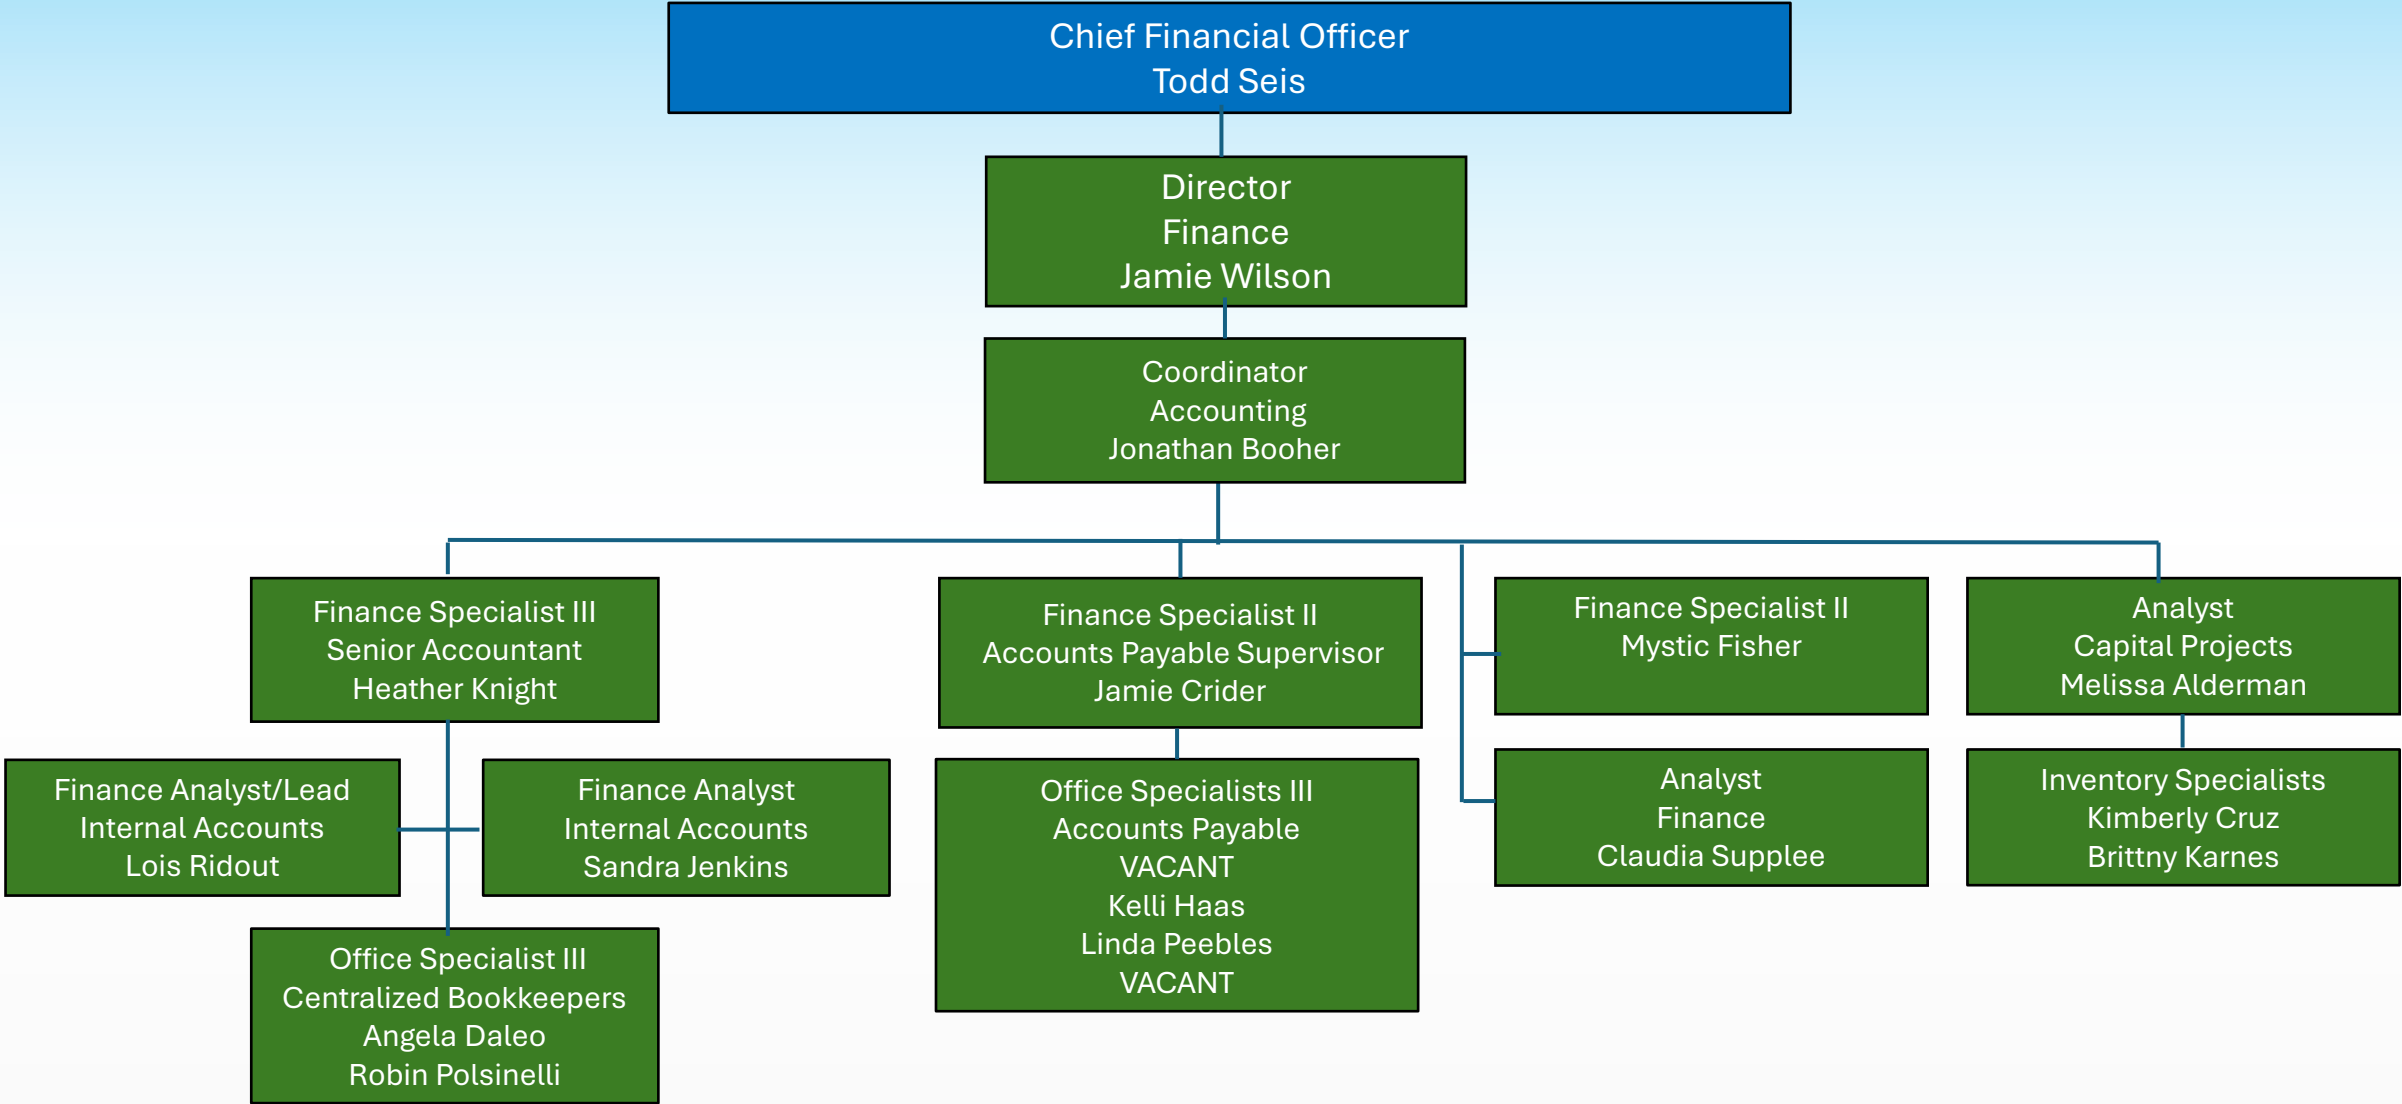 Chief Financial Officer
Todd Seis
Director
Finance
Jamie Wilson
Coordinator
Accounting
Jonathan Booher
Finance Specialist III
Senior Accountant
Heather Knight
Finance Specialist II
Accounts Payable Supervisor
Jamie Crider
Finance Specialist II
Mystic Fisher
Analyst
Capital Projects
Melissa Alderman
Finance Analyst/Lead
Internal Accounts
Lois Ridout
Finance Analyst
Internal Accounts
Sandra Jenkins
Office Specialists III
Accounts Payable
VACANT
Kelli Haas
Linda Peebles
VACANT
Analyst
Finance
Claudia Supplee
Inventory Specialists
Kimberly Cruz
Brittny Karnes
Office Specialist III
Centralized Bookkeepers
Angela Daleo
Robin Polsinelli